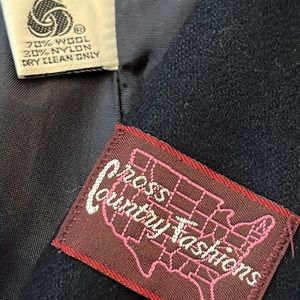 ®
70% WOOL
30% NYLON
DRY CLEAN ONLY
Cross
Country Fashions